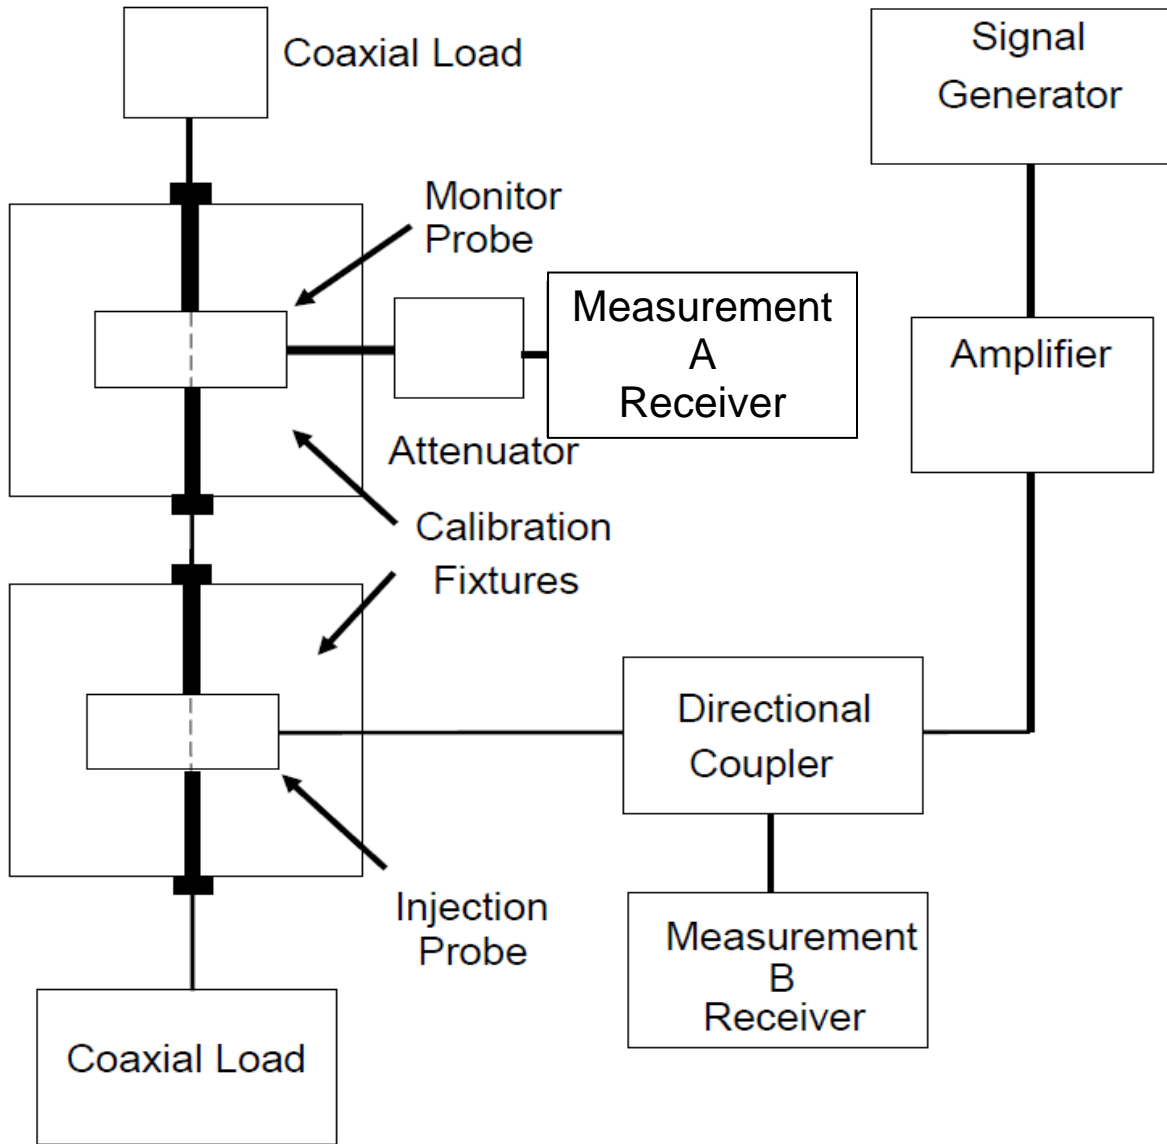 Coaxial Load
Signal
Generator
Monitor
Probe
Measurement
A
Receiver
Amplifier
Attenuator
Calibration
Fixtures
Directional
Coupler
Injection
Probe
Measurement
B
Receiver
Coaxial Load